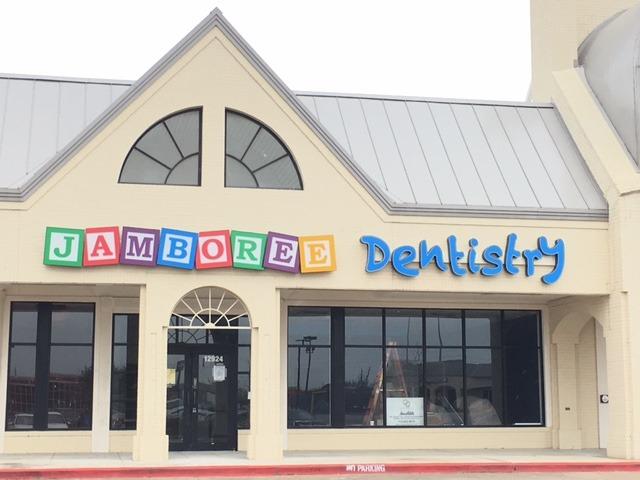 JAMBOREE Dentistry
12924
NO PARKING